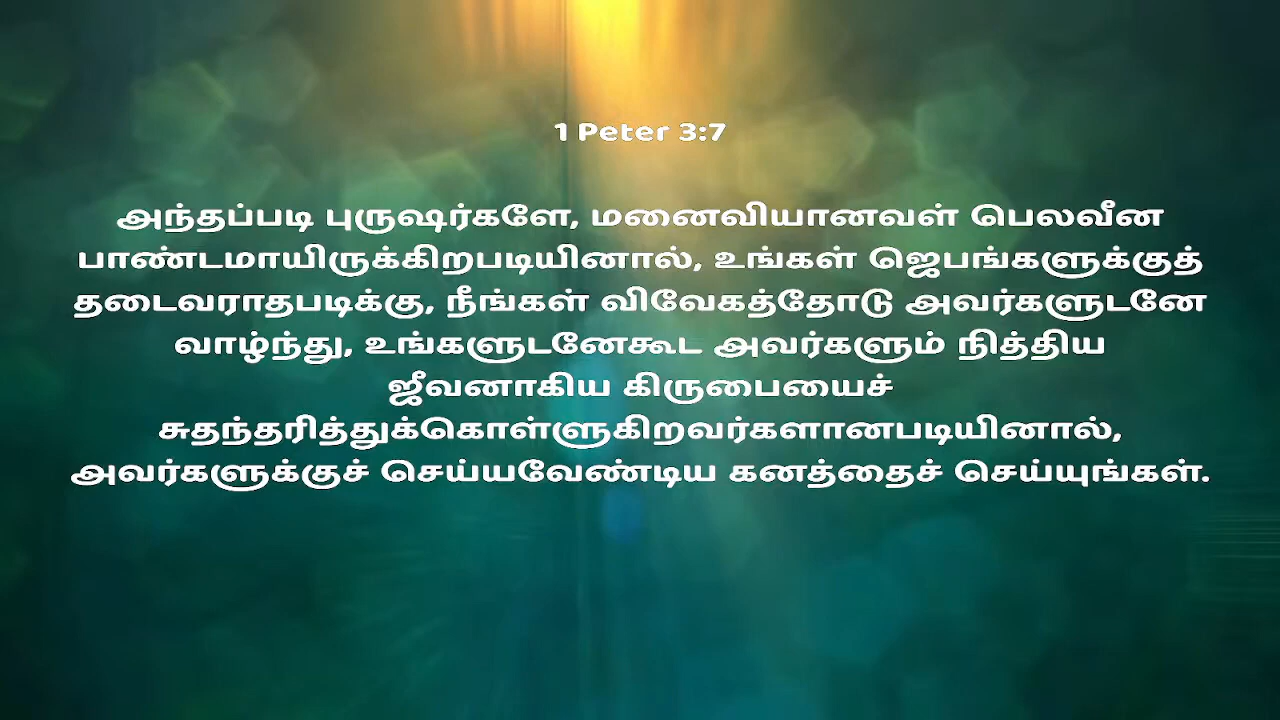 1 Peter 3:7
அந்தப்படி புருஷர்களே, மனைவியானவள் பெலவீன
பாண்டமாயிருக்கிறபடியினால், உங்கள் ஜெபங்களுக்குத்
தடைவராதபடிக்கு, நீங்கள் விவேகத்தோடு அவர்களுடனே
வாழ்ந்து, உங்களுடனேகூட அவர்களும் நித்திய
ஜீவனாகிய கிருபையைச்
சுதந்தரித்துக்கொள்ளுகிறவர்களானபடியினால்,
அவர்களுக்குச் செய்யவேண்டிய கனத்தைச் செய்யுங்கள்.